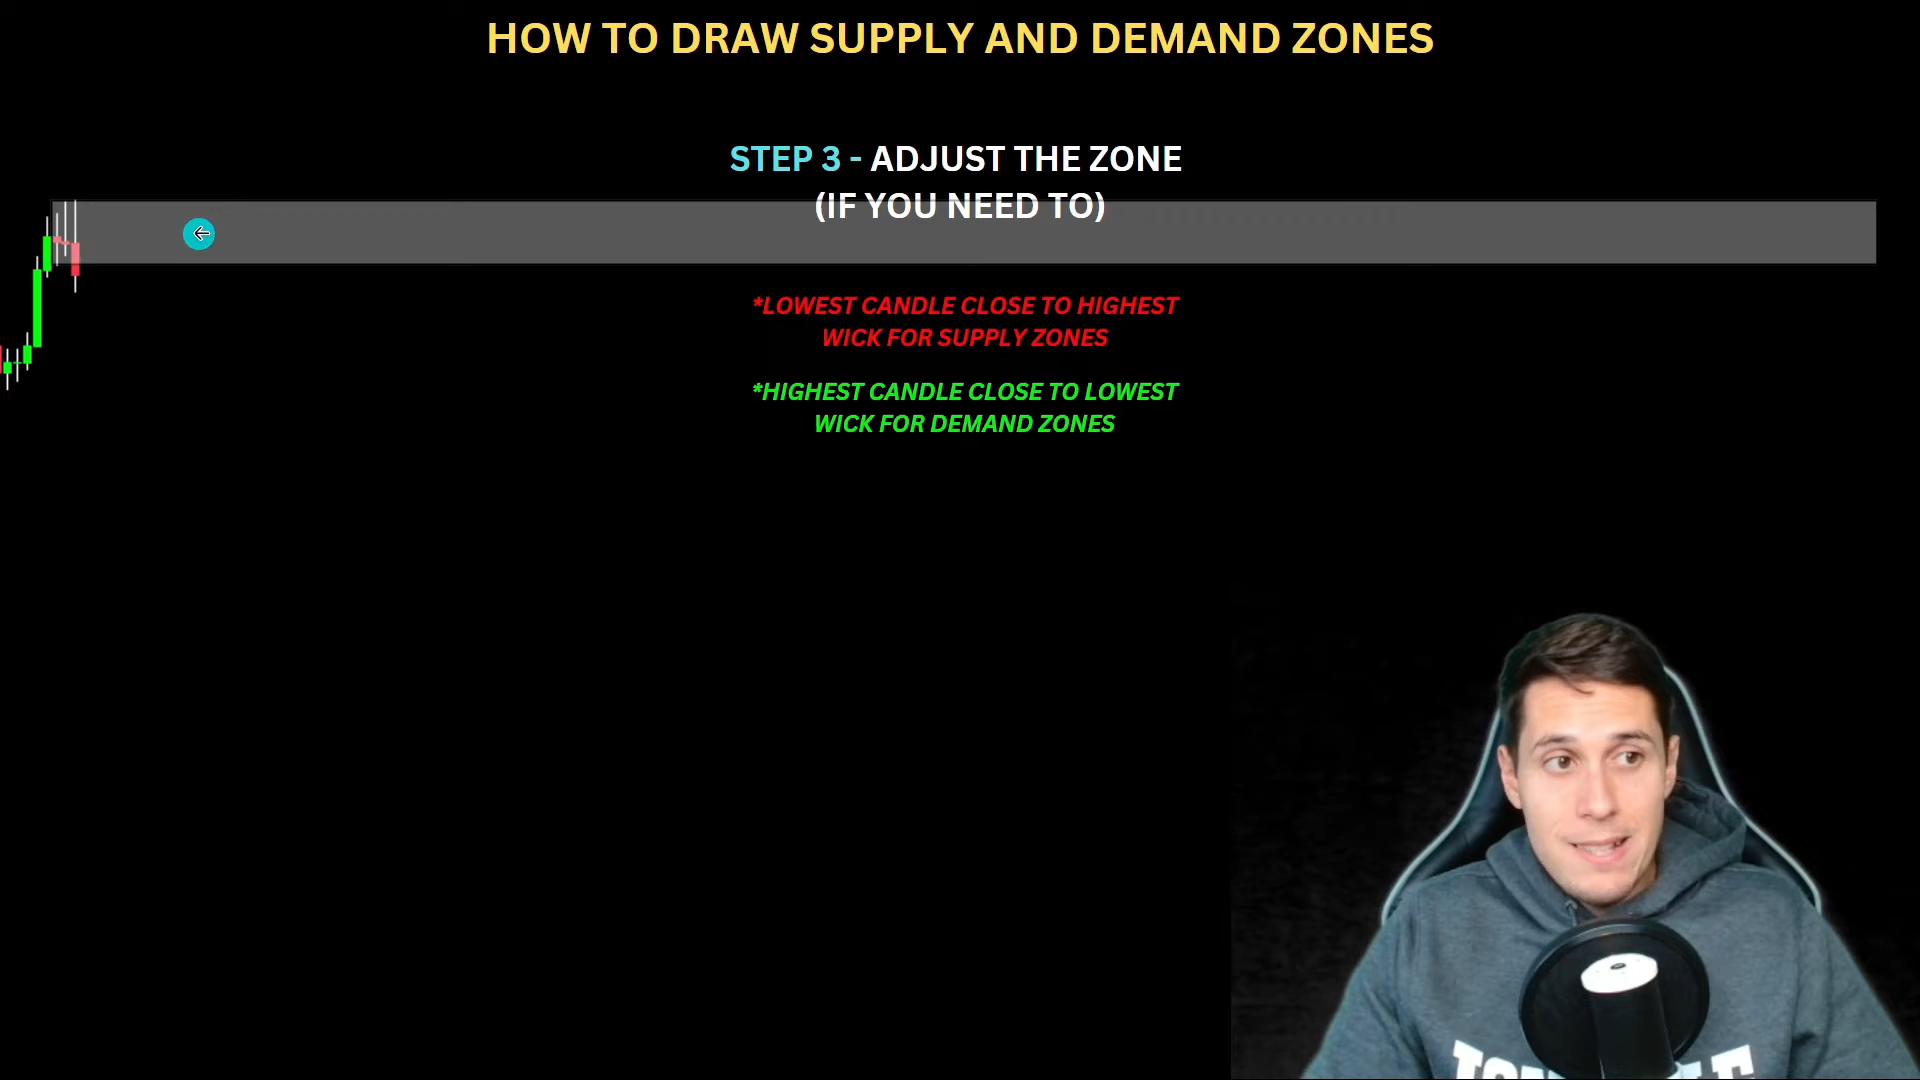 HOW TO DRAW SUPPLY AND DEMAND ZONES
STEP 3 - ADJUST THE ZONE
(IF YOU NEED TO)
*LOWEST CANDLE CLOSE TO HIGHEST
WICK FOR SUPPLY ZONES
*HIGHEST CANDLE CLOSE TO LOWEST
WICK FOR DEMAND ZONES